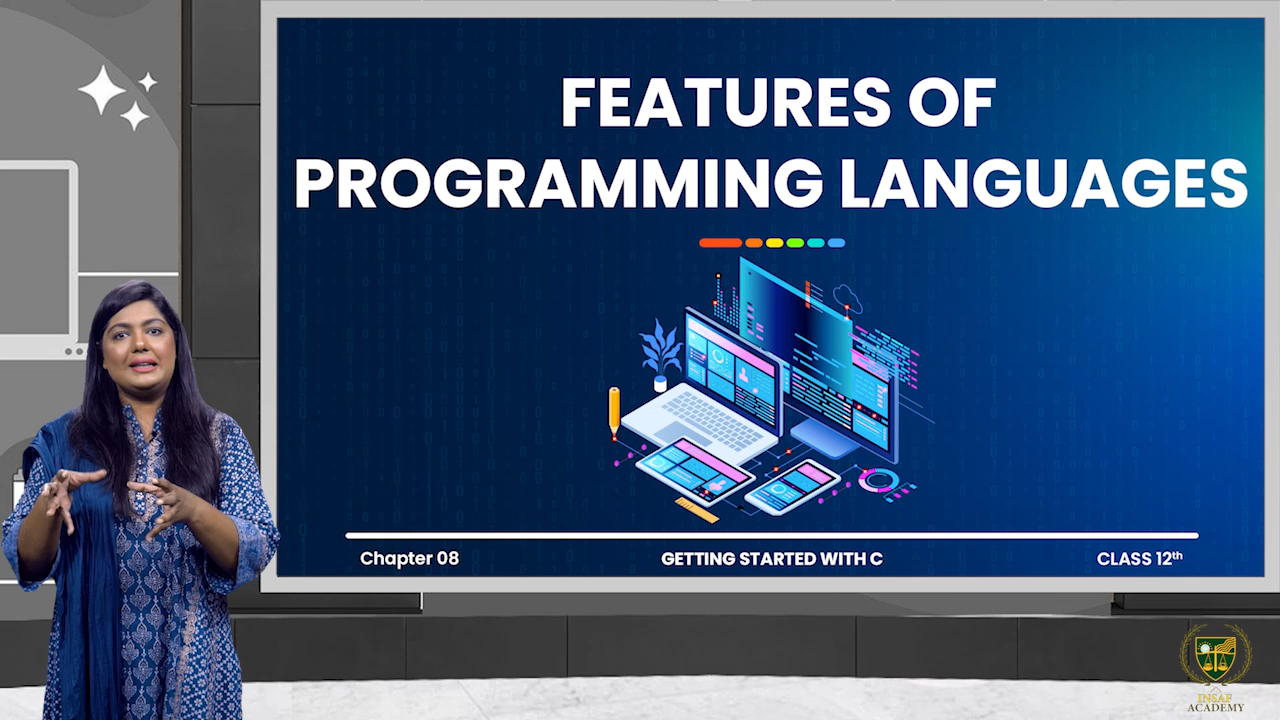 FEATURES OF
PROGRAMMING LANGUAGES
Chapter 08
GETTING STARTED WITH C
CLASS 12th
INSAF
ACADEMY